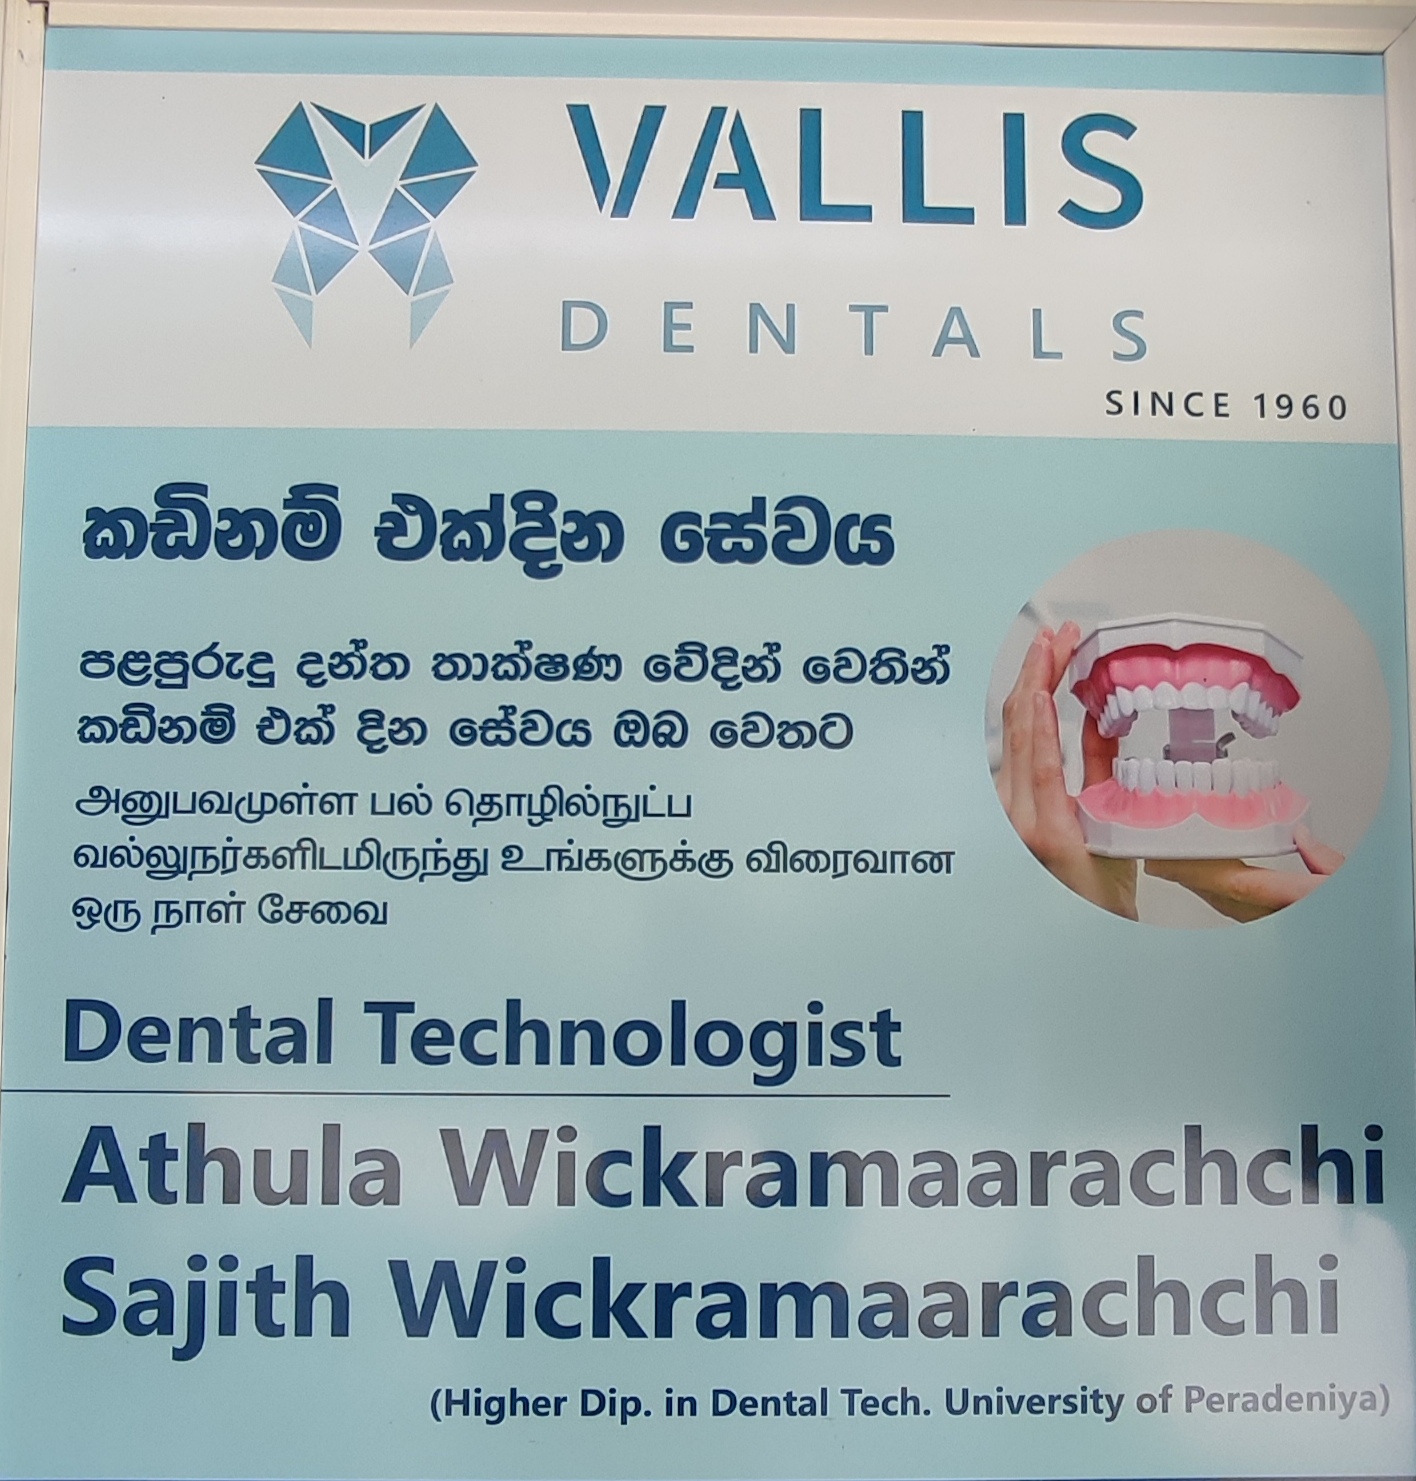 VALLIS
DENTALS
SINCE 1960
කඩිනම් එක්දින සේවය
පළපුරුදු දන්ත තාක්ෂණ වේදින් වෙතින්
කඩිනම් එක් දින සේවය ඔබ වෙතට
அனுபவமுள்ள பல் தொழில்நுட்ப
வல்லுநர்களிடமிருந்து உங்களுக்கு விரைவான
ஒரு நாள் சேவை
Dental Technologist
Athula Wickramaarachchi
Sajith Wickramaarachchi
(Higher Dip. in Dental Tech. University of Peradeniya)